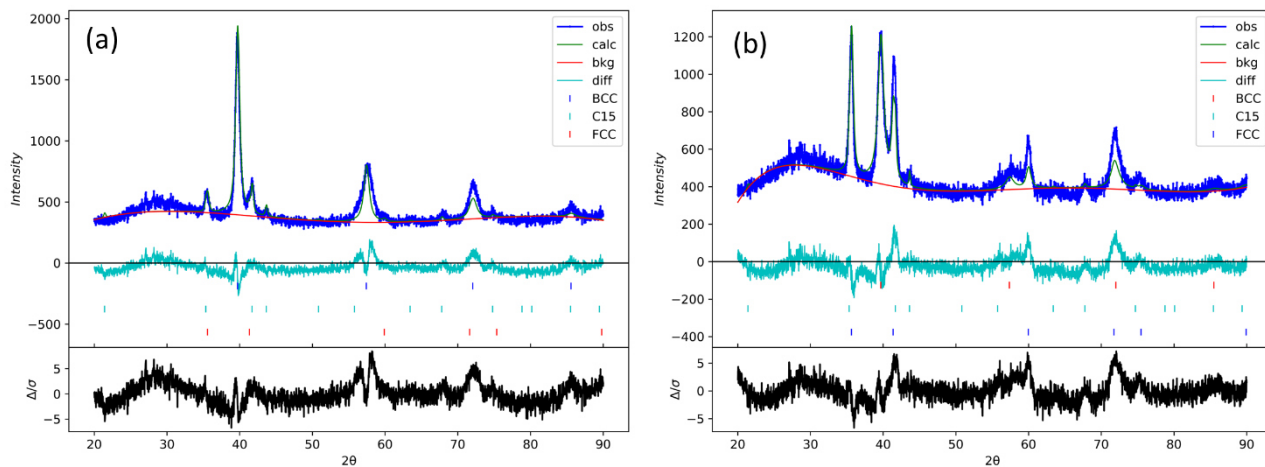 (a)
obs
calc
bkg
diff
BCC
C15
FCC
2000
1500
1000
500
0
−500
Intensity
5
0
−5
Δ/σ
20 30 40 50 60 70 80 90
2θ
(b)
obs
calc
bkg
diff
BCC
C15
FCC
1200
1000
800
600
400
200
0
−200
−400
Intensity
5
0
−5
Δ/σ
20 30 40 50 60 70 80 90
2θ